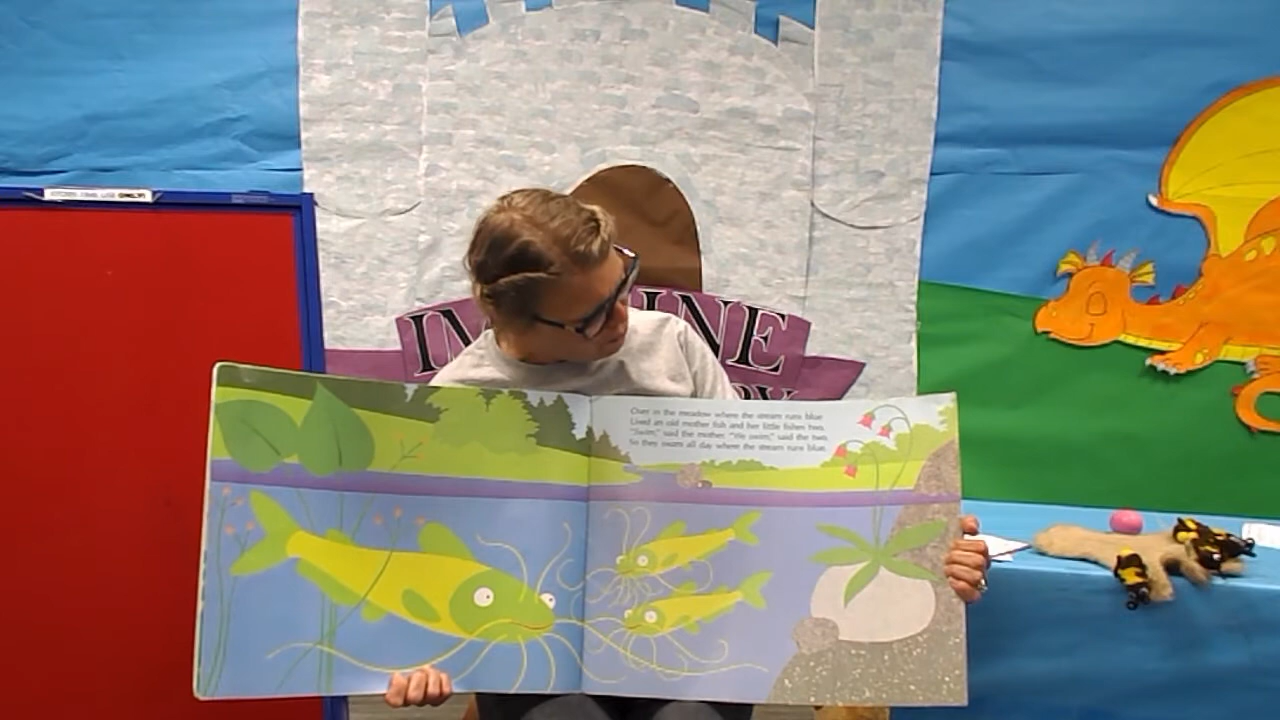 IM INE
Over in the meadow where the stream runs blue
Lived an old mother fish and her little fishes two.
"Swim," said the mother. "We swim," said the two,
So they swam all day where the stream runs blue.